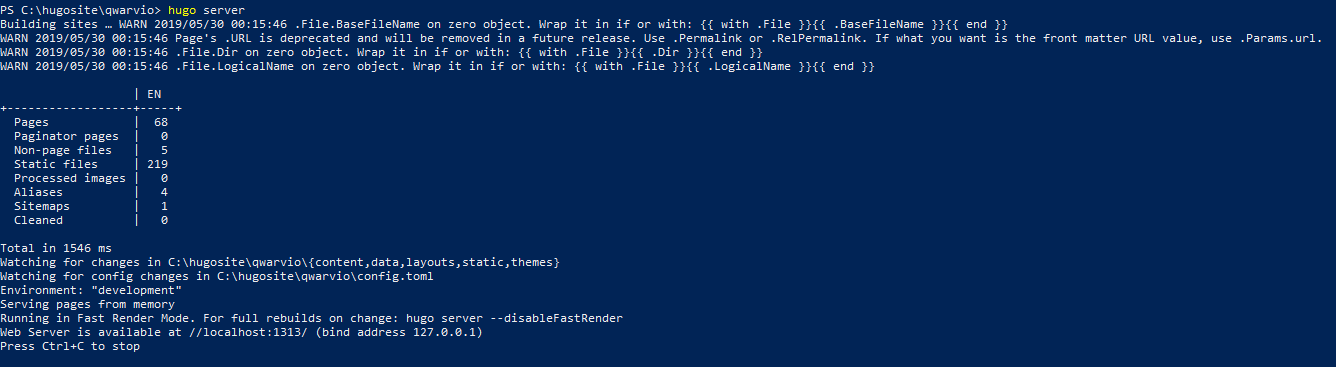 PS C:\hugosite\qwarvio> hugo server
Building sites … WARN 2019/05/30 00:15:46 .File.BaseFileName on zero object. Wrap it in if or with: {{ with .File }}{{ .BaseFileName }}{{ end }}
WARN 2019/05/30 00:15:46 Page's .URL is deprecated and will be removed in a future release. Use .Permalink or .RelPermalink. If what you want is the front matter URL value, use .Params.url.
WARN 2019/05/30 00:15:46 .File.Dir on zero object. Wrap it in if or with: {{ with .File }}{{ .Dir }}{{ end }}
WARN 2019/05/30 00:15:46 .File.LogicalName on zero object. Wrap it in if or with: {{ with .File }}{{ .LogicalName }}{{ end }}
                   | EN
+------------------+-----+
  Pages            |  68
  Paginator pages  |   0
  Non-page files   |   5
  Static files     | 219
  Processed images |   0
  Aliases          |   4
  Sitemaps         |   1
  Cleaned          |   0
Total in 1546 ms
Watching for changes in C:\hugosite\qwarvio\{content,data,layouts,static,themes}
Watching for config changes in C:\hugosite\qwarvio\config.toml
Environment: "development"
Serving pages from memory
Running in Fast Render Mode. For full rebuilds on change: hugo server --disableFastRender
Web Server is available at //localhost:1313/ (bind address 127.0.0.1)
Press Ctrl+C to stop